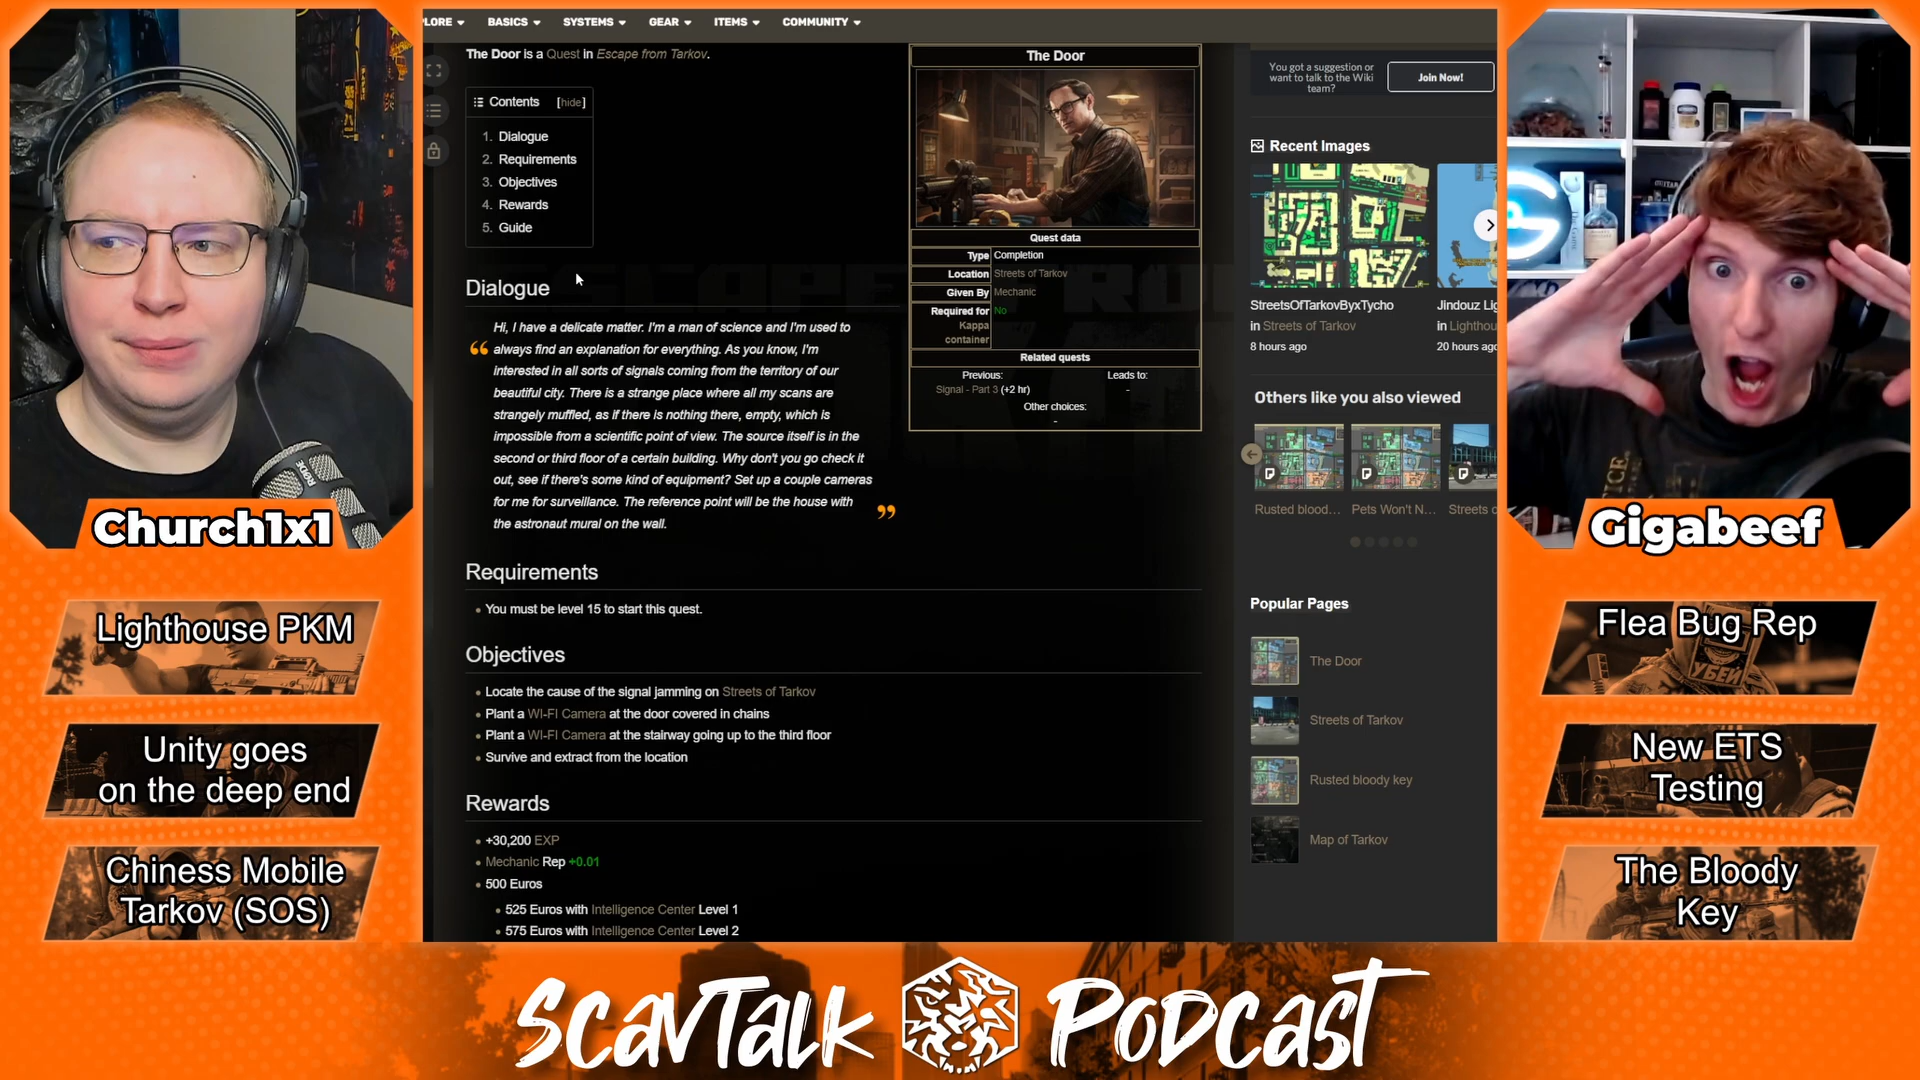 PLORE
BASICS
SYSTEMS
GEAR
ITEMS
COMMUNITY
The Door is a Quest in Escape from Tarkov.
Contents [hide]
1. Dialogue
2. Requirements
3. Objectives
4. Rewards
5. Guide
Dialogue
“
Hi, I have a delicate matter. I'm a man of science and I'm used to
always find an explanation for everything. As you know, I'm
interested in all sorts of signals coming from the territory of our
beautiful city. There is a strange place where all my scans are
strangely muffled, as if there is nothing there, empty, which is
impossible from a scientific point of view. The source itself is in the
second or third floor of a certain building. Why don't you go check it
out, see if there's some kind of equipment? Set up a couple cameras
for me for surveillance. The reference point will be the house with
the astronaut mural on the wall.
”
Requirements
• You must be level 15 to start this quest.
Objectives
• Locate the cause of the signal jamming on Streets of Tarkov
• Plant a WI-FI Camera at the door covered in chains
• Plant a WI-FI Camera at the stairway going up to the third floor
• Survive and extract from the location
Rewards
• +30,200 EXP
• Mechanic Rep +0.01
• 500 Euros
• 525 Euros with Intelligence Center Level 1
• 575 Euros with Intelligence Center Level 2
The Door
Quest data
Type Completion
Location Streets of Tarkov
Given By Mechanic
Required for No
Kappa
container
Related quests
Previous: Leads to:
Signal - Part 3 (+2 hr) -
Other choices:
-
You got a suggestion or
want to talk to the Wiki
team?
Join Now!
Recent Images
StreetsOfTarkovByxTycho
in Streets of Tarkov
8 hours ago
Jindouz Lig
in Lighthou
20 hours ag
Others like you also viewed
Rusted blood...
Pets Won't N...
Streets o
Popular Pages
The Door
Streets of Tarkov
Rusted bloody key
Map of Tarkov
Church1x1
Lighthouse PKM
Unity goes
on the deep end
Chiness Mobile
Tarkov (SOS)
RODE
Gigabeef
Flea Bug Rep
New ETS
Testing
The Bloody
Key
ScavTalk Podcast